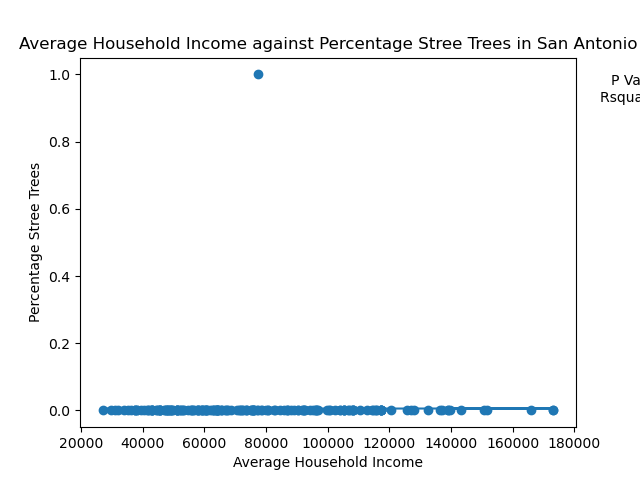 Average Household Income against Percentage Stree Trees in San Antonio
P Va
Rsqua
1.0
0.8
0.6
0.4
0.2
0.0
Percentage Stree Trees
20000 40000 60000 80000 100000 120000 140000 160000 180000
Average Household Income